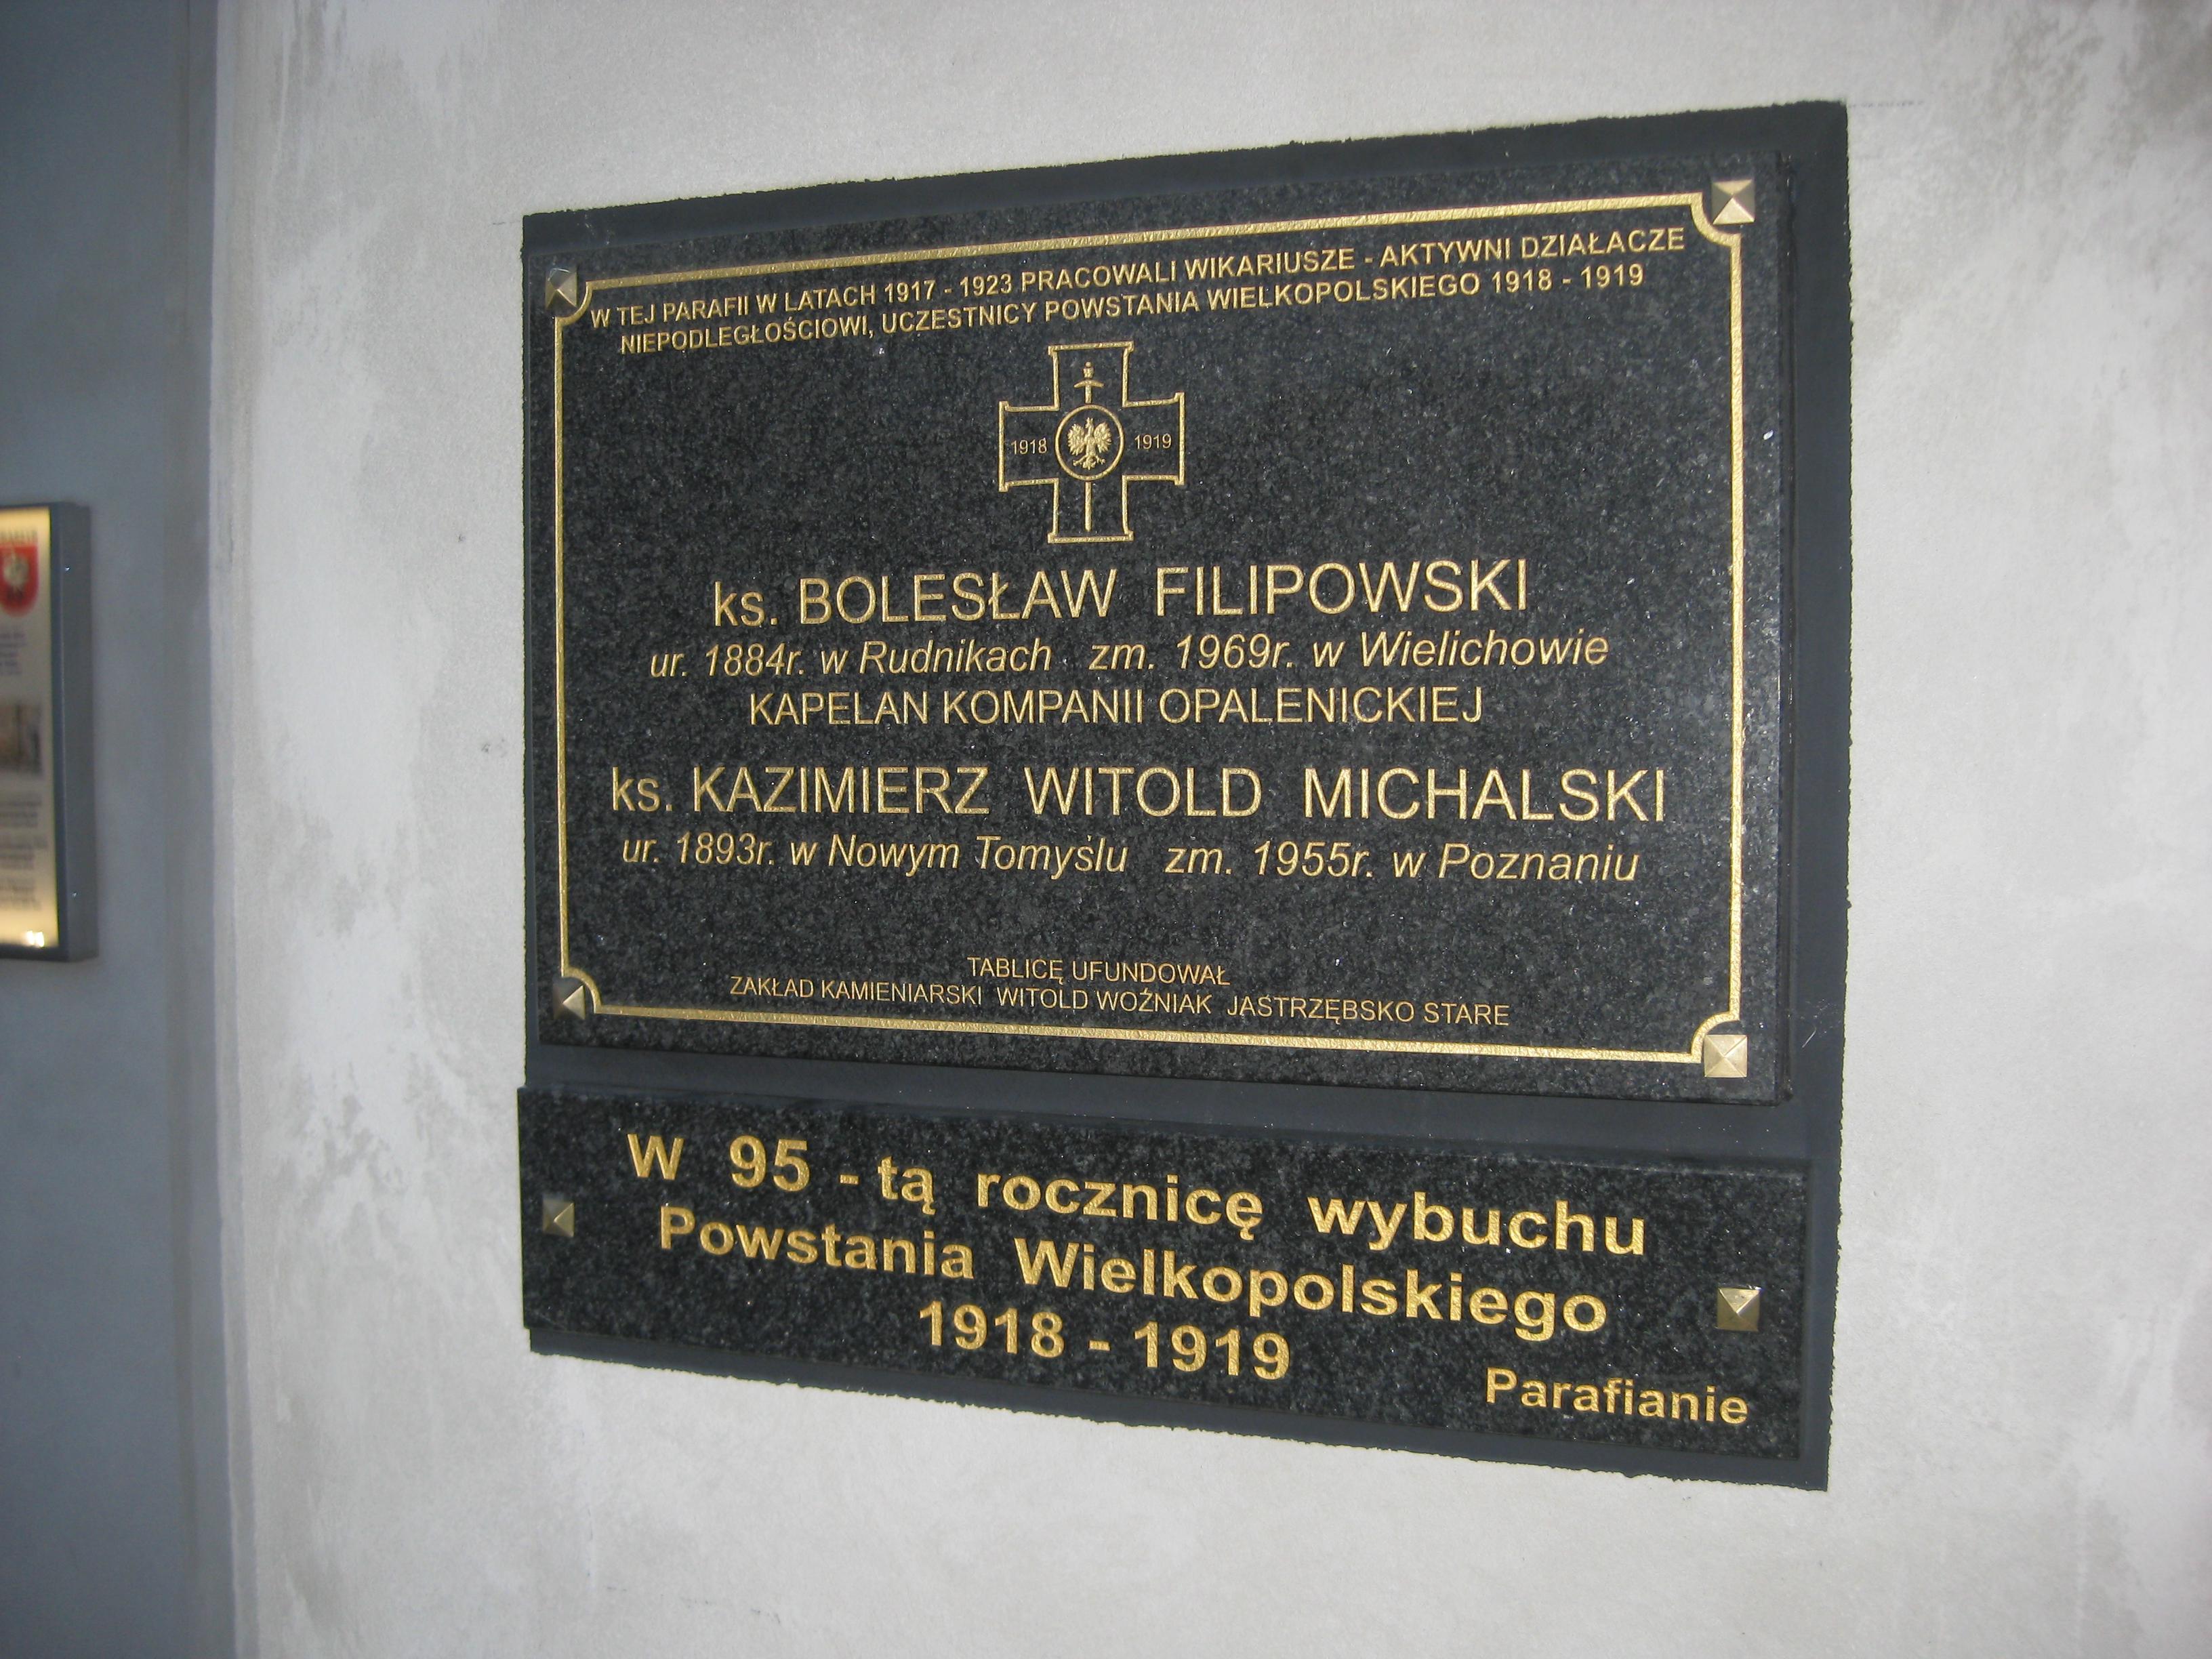 W TEJ PARAFII W LATACH 1917 - 1923 PRACOWALI WIKARIUSZE - AKTYWNI DZIAŁACZE
NIEPODLEGŁOŚCIOWI, UCZESTNICY POWSTANIA WIELKOPOLSKIEGO 1918 - 1919
1918 1919
ks. BOLESŁAW FILIPOWSKI
ur. 1884r. w Rudnikach zm. 1969r. w Wielichowie
KAPELAN KOMPANII OPALENICKIEJ
ks. KAZIMIERZ WITOLD MICHALSKI
ur. 1893r. w Nowym Tomyślu zm. 1955r. w Poznaniu
TABLICĘ UFUNDOWAŁ
ZAKŁAD KAMIENIARSKI WITOLD WOŹNIAK JASTRZĘBSKO STARE
W 95 - tą rocznicę wybuchu
Powstania Wielkopolskiego
1918 - 1919
Parafianie